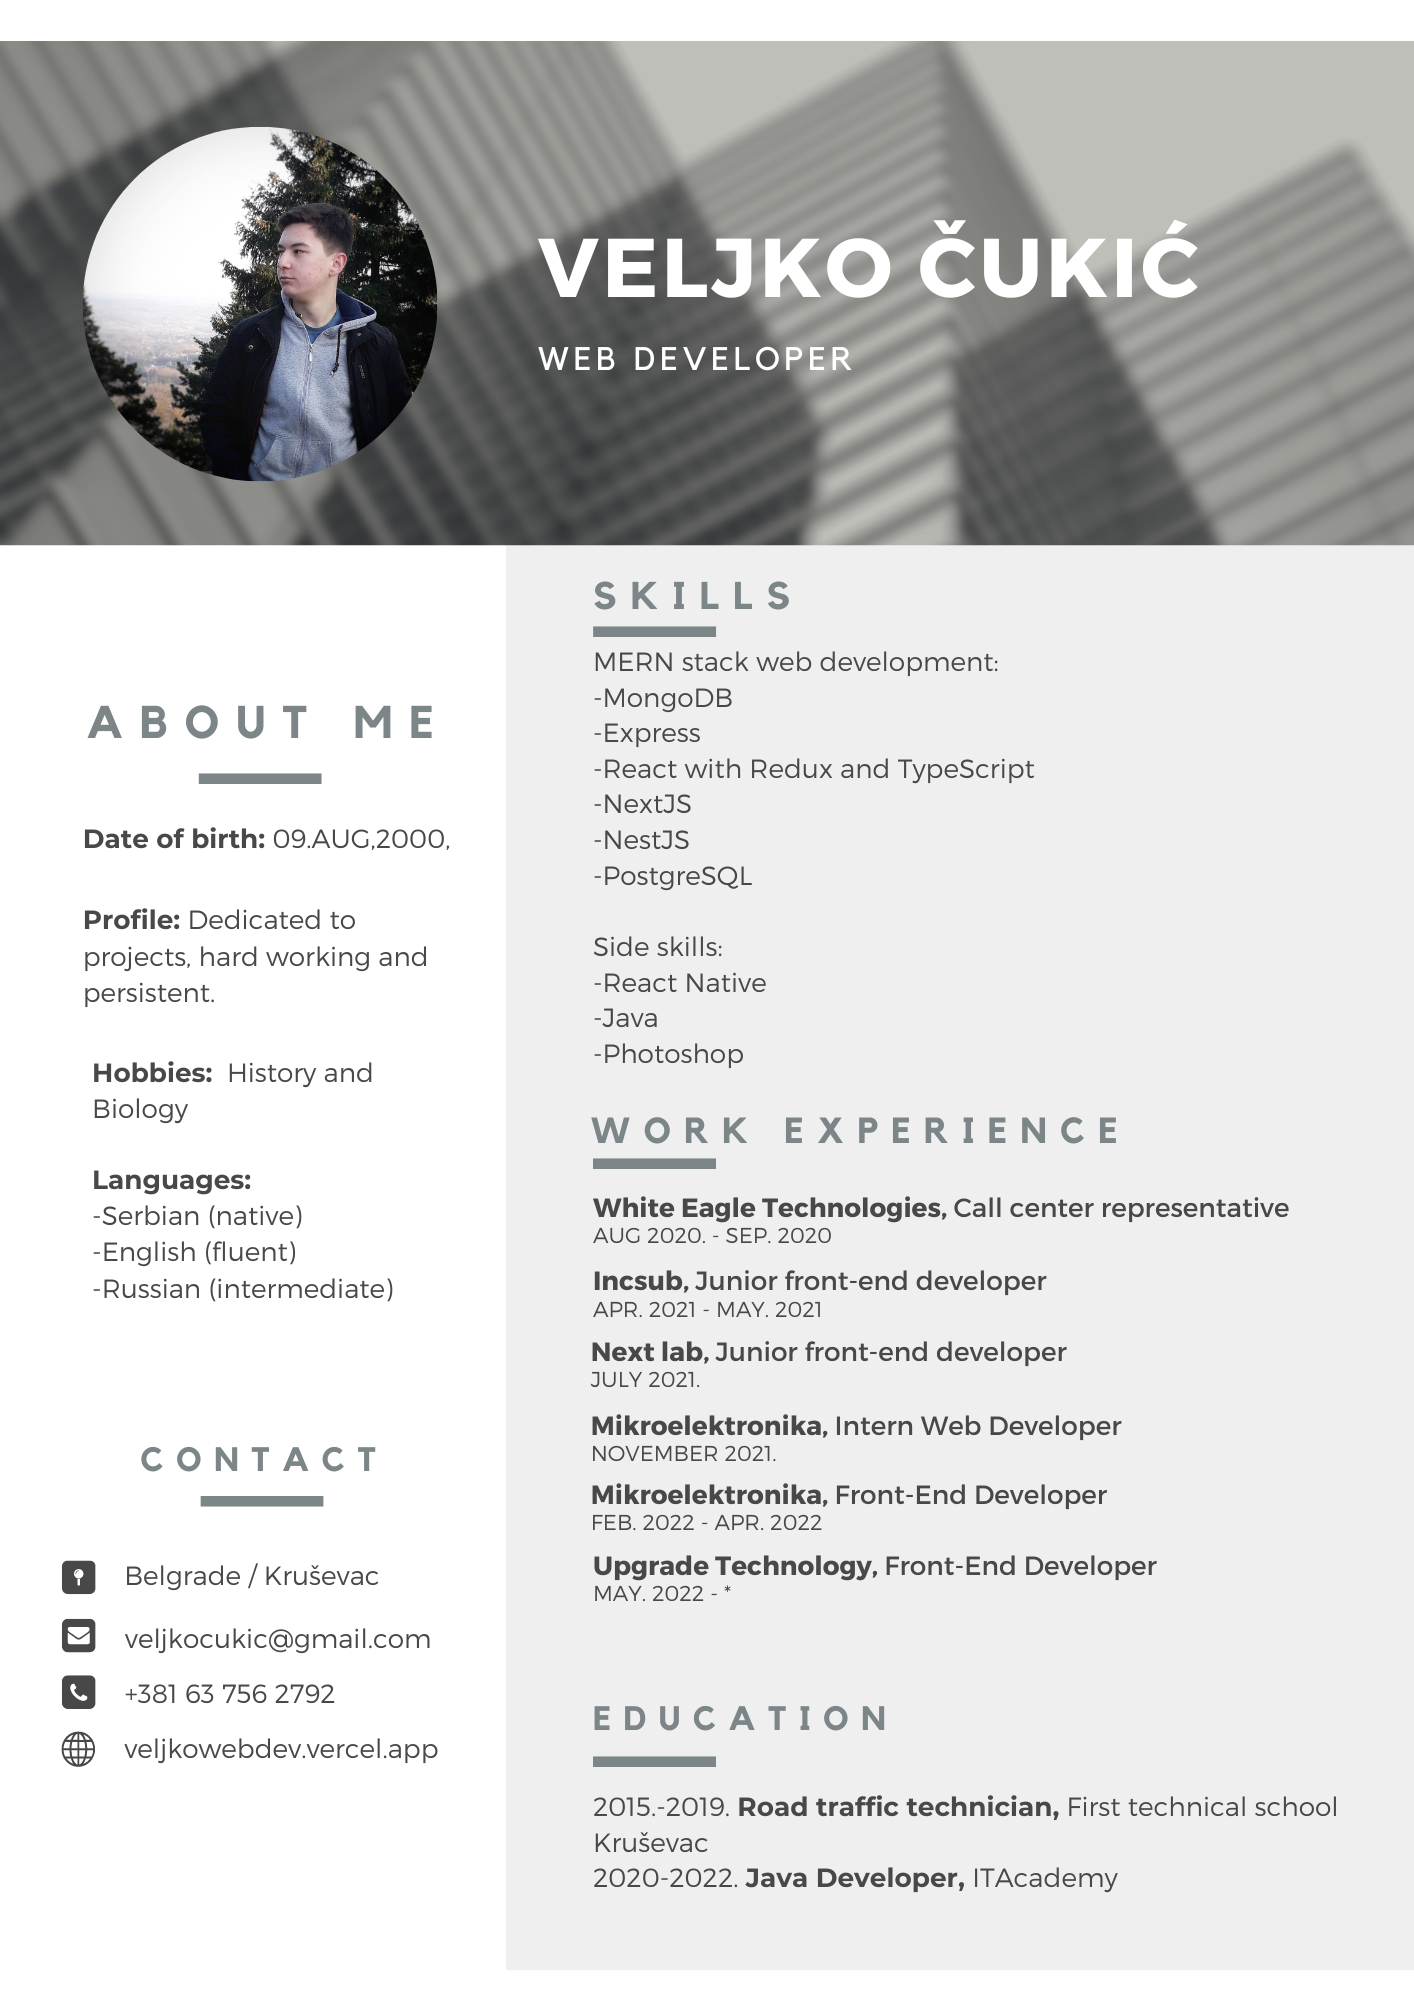 VELJKO ČUKIĆ
WEB DEVELOPER
ABOUT ME
Date of birth: 09.AUG,2000,
Profile: Dedicated to
projects, hard working and
persistent.
Hobbies:  History and
Biology
Languages:
-Serbian (native)
-English (fluent)
-Russian (intermediate)
CONTACT
Belgrade / Kruševac
veljkocukic@gmail.com
+381 63 756 2792
veljkowebdev.vercel.app
SKILLS
MERN stack web development:
-MongoDB
-Express
-React with Redux and TypeScript
-NextJS
-NestJS
-PostgreSQL
Side skills:
-React Native
-Java
-Photoshop
WORK EXPERIENCE
White Eagle Technologies, Call center representative
AUG 2020. - SEP. 2020
Incsub, Junior front-end developer
APR. 2021 - MAY. 2021
Next lab, Junior front-end developer
JULY 2021.
Mikroelektronika, Intern Web Developer
NOVEMBER 2021.
Mikroelektronika, Front-End Developer
FEB. 2022 - APR. 2022
Upgrade Technology, Front-End Developer
MAY. 2022 - *
EDUCATION
2015.-2019. Road traffic technician, First technical school
Kruševac
2020-2022. Java Developer, ITAcademy